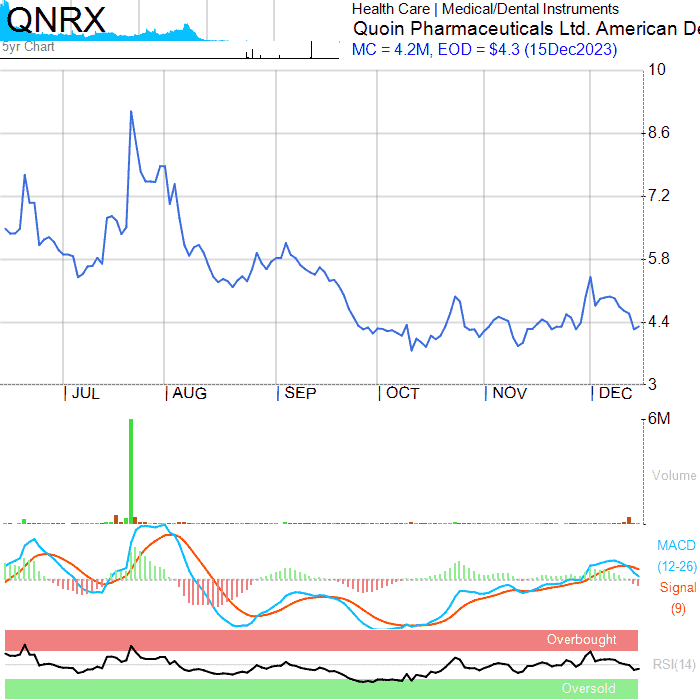 QNRX
5yr Chart
Health Care | Medical/Dental Instruments
Quoin Pharmaceuticals Ltd. American De
MC = 4.2M, EOD = $4.3 (15Dec2023)
10
8.6
7.2
5.8
4.4
3
JUL AUG SEP OCT NOV DEC
6M
Volume
MACD
(12-26)
Signal
(9)
Overbought
RSI(14)
Oversold